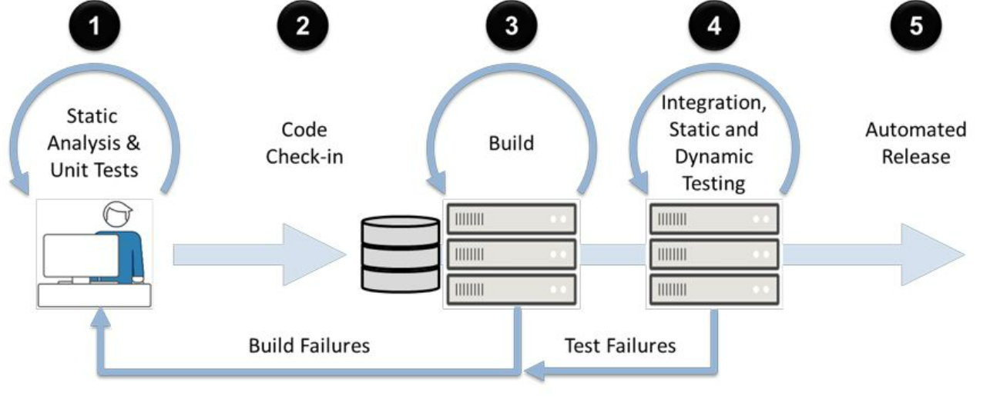 1
2
3
4
5
Static
Analysis &
Unit Tests
Code
Check-in
Build
Integration,
Static and
Dynamic
Testing
Automated
Release
Build Failures
Test Failures